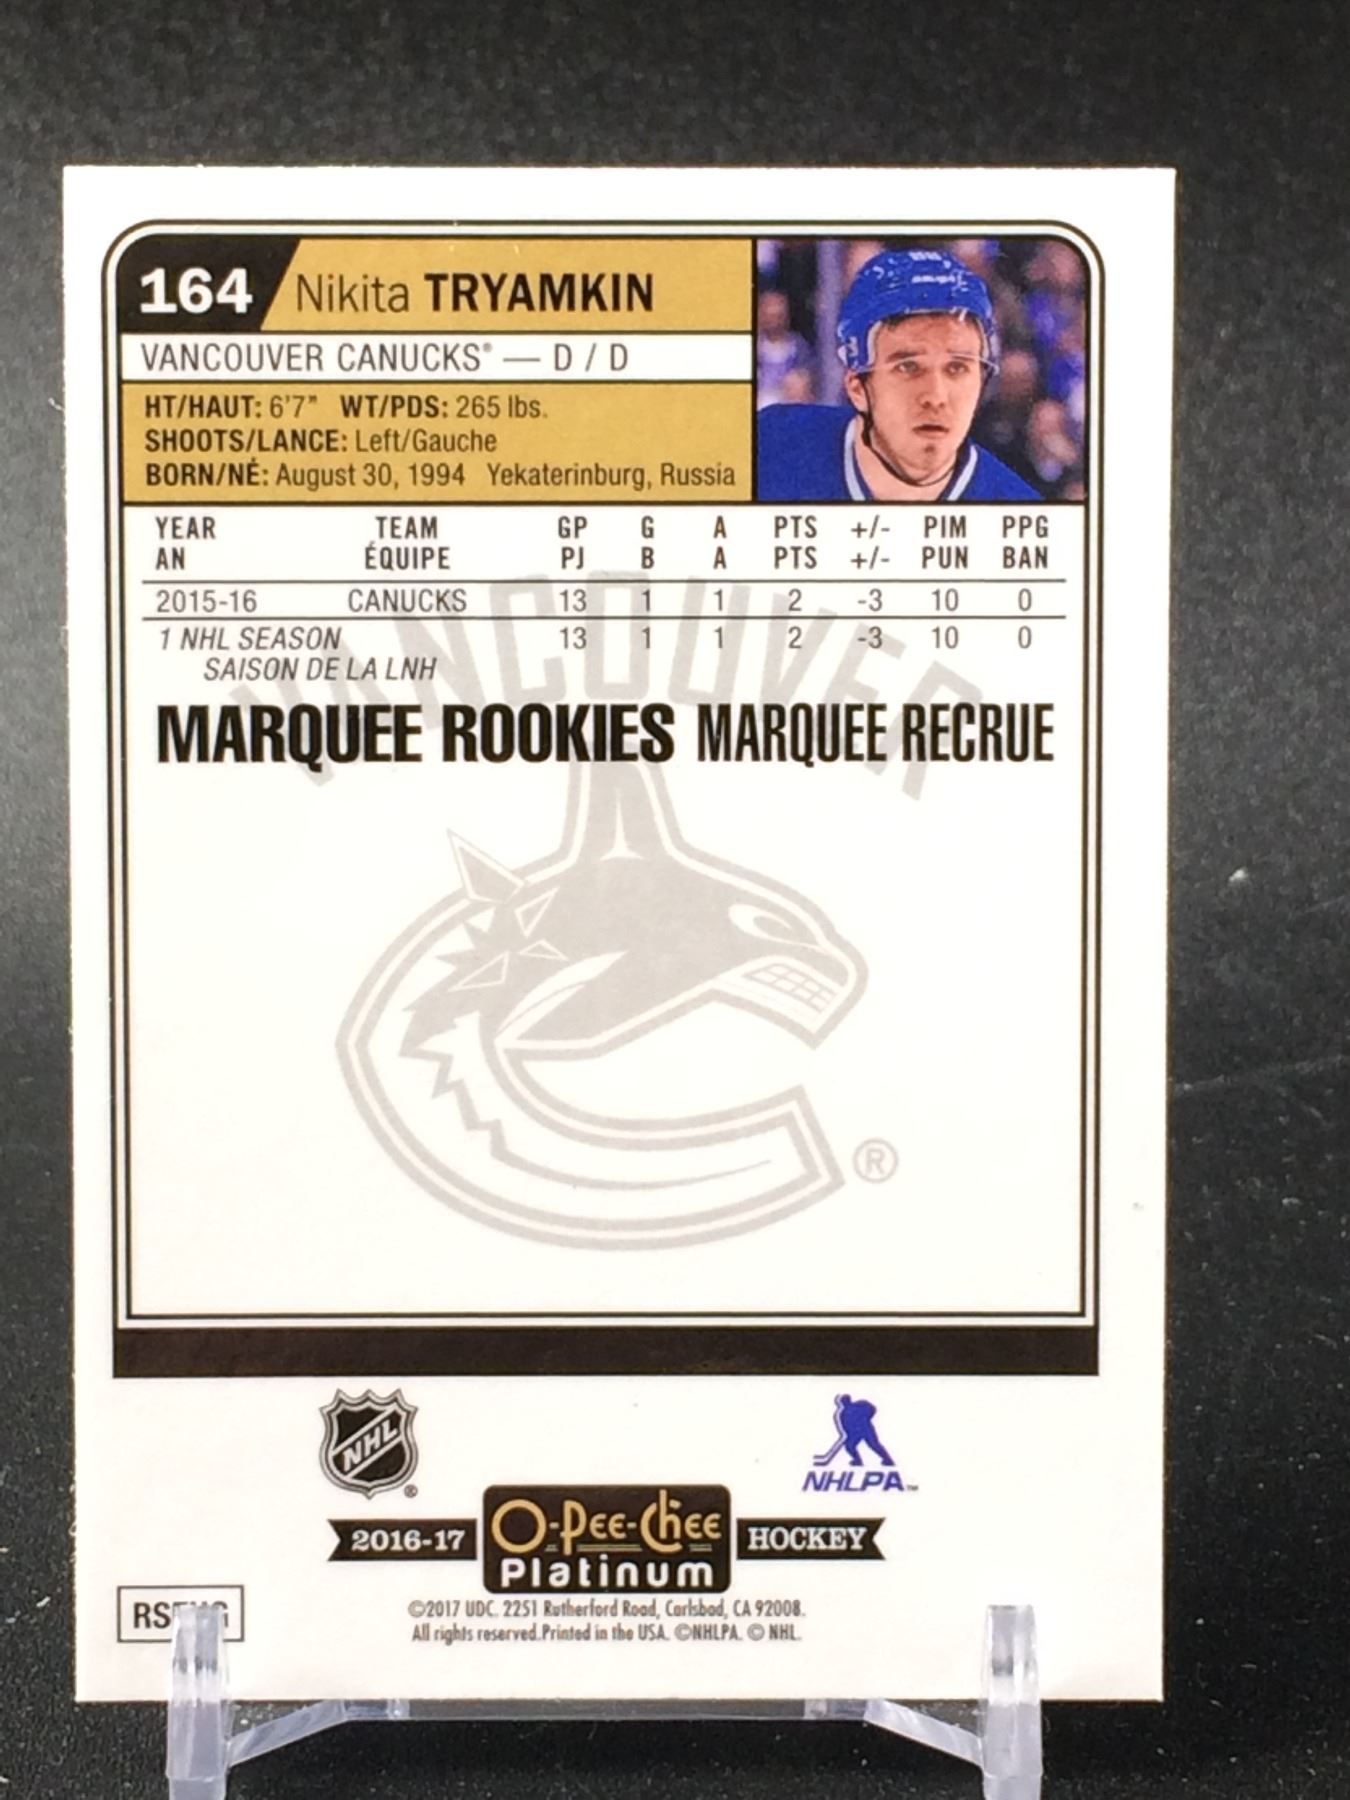 164 Nikita TRYAMKIN
VANCOUVER CANUCKS® — D / D
HT/HAUT: 6'7" WT/PDS: 265 lbs.
SHOOTS/LANCE: Left/Gauche
BORN/NÉ: August 30, 1994 Yekaterinburg, Russia
YEAR TEAM GP G A PTS +/- PIM PPG
AN ÉQUIPE PJ B A PTS +/- PUN BAN
2015-16 CANUCKS 13 1 1 2 -3 10 0
1 NHL SEASON 13 1 1 2 -3 10 0
SAISON DE LA LNH
VANCOUVER
MARQUEE ROOKIES MARQUEE RECRUE
®
NHL ®
NHLPA™
2016-17 O-Pee-Chee HOCKEY
Platinum
©2017 UDC. 2251 Rutherford Road, Carlsbad, CA 92008.
All rights reserved.Printed in the USA. ©NHLPA. © NHL.